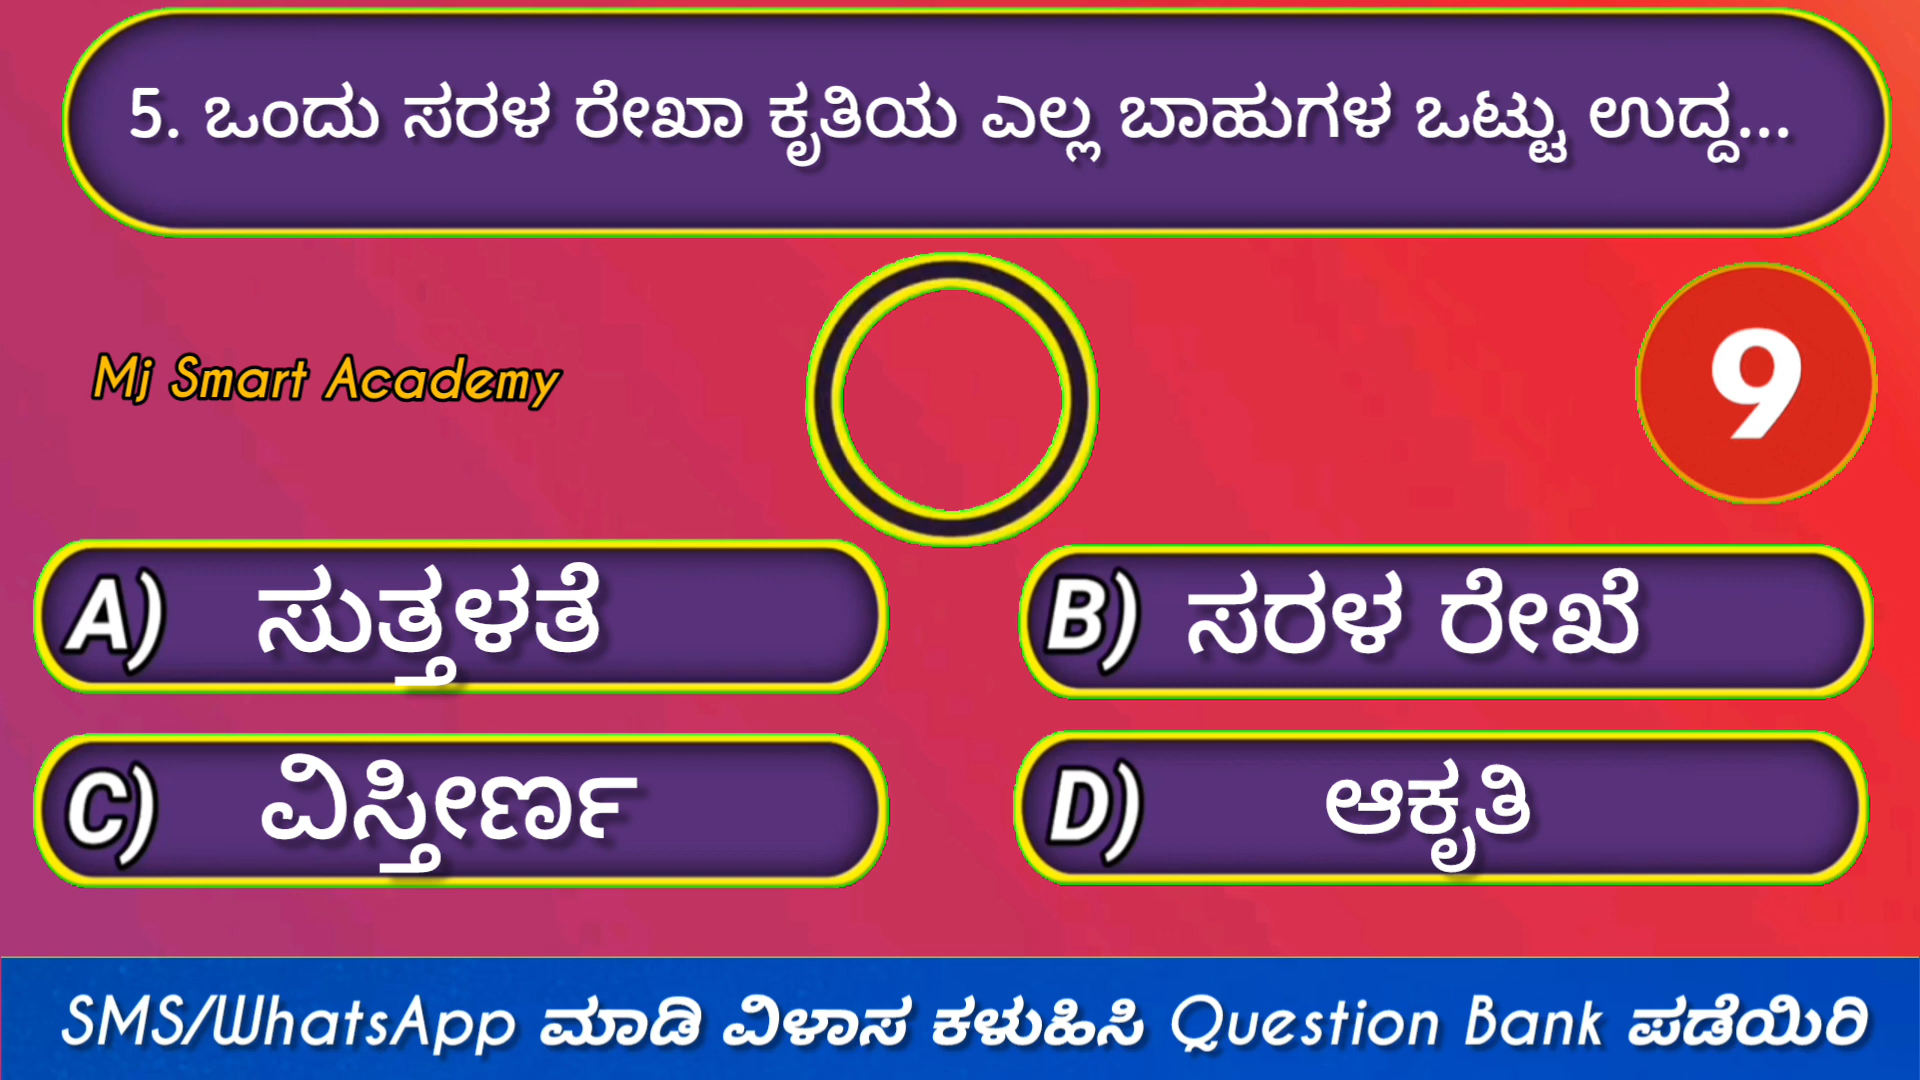 5. ಒಂದು ಸರಳ ರೇಖಾ ಕೃತಿಯ ಎಲ್ಲ ಬಾಹುಗಳ ಒಟ್ಟು ಉದ್ದ...
Mj Smart Academy
9
A) ಸುತ್ತಳತೆ
B) ಸರಳ ರೇಖೆ
C) ವಿಸ್ತೀರ್ಣ
D) ಆಕೃತಿ
SMS/WhatsApp ಮಾಡಿ ವಿಳಾಸ ಕಳುಹಿಸಿ Question Bank ಪಡೆಯಿರಿ